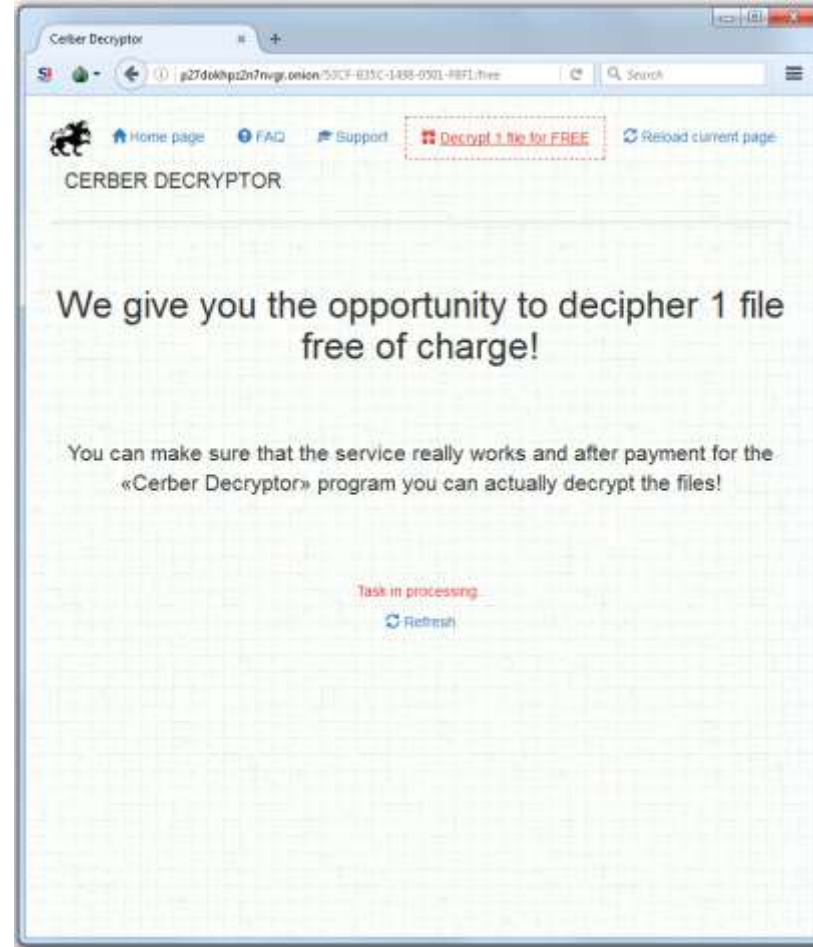 Cerber Decryptor
Search
Home page FAQ Support Decrypt 1 file for FREE Reload current page
CERBER DECRYPTOR
We give you the opportunity to decipher 1 file
free of charge!
You can make sure that the service really works and after payment for the
«Cerber Decryptor» program you can actually decrypt the files!
Task in processing..
Refresh